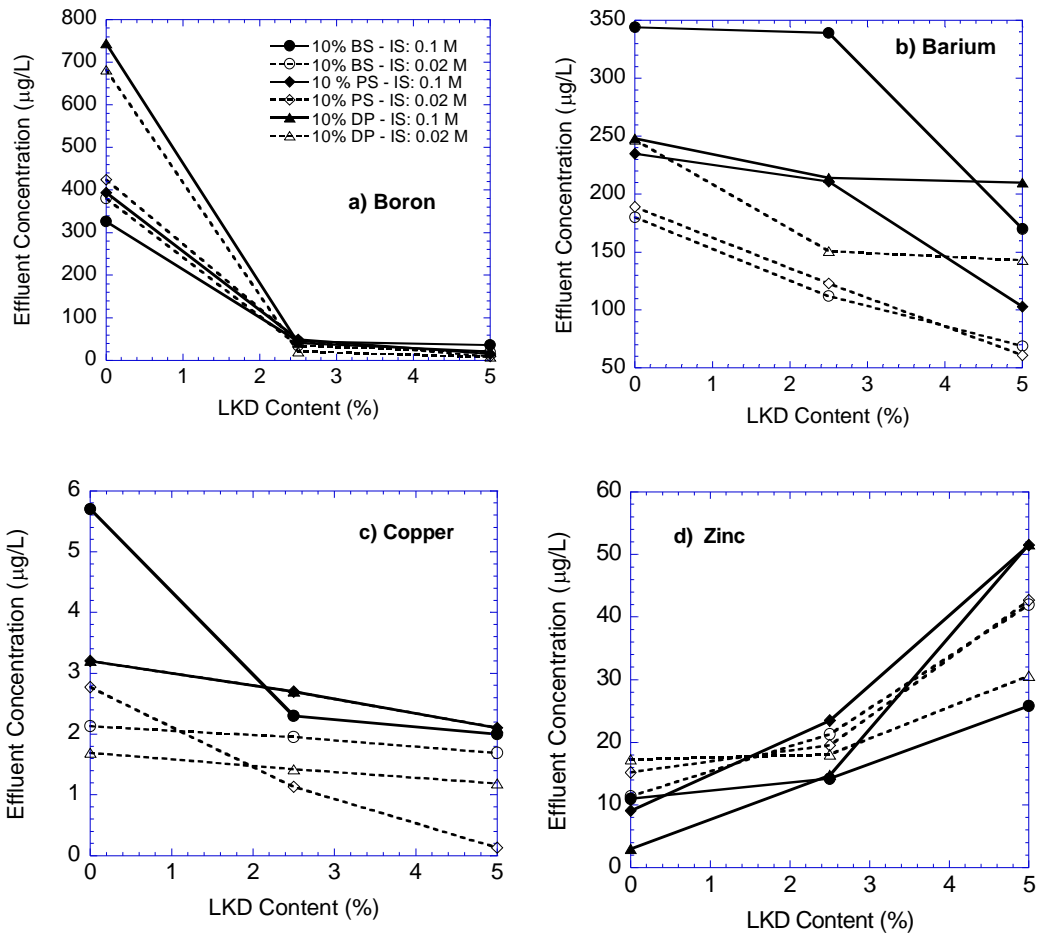 800
700
600
500
400
300
200
100
0
Effluent Concentration (µg/L)
10% BS - IS: 0.1 M
10% BS - IS: 0.02 M
10 % PS - IS: 0.1 M
10% PS - IS: 0.02 M
10% DP - IS: 0.1 M
10% DP - IS: 0.02 M
a) Boron
0 1 2 3 4 5
LKD Content (%)
350
300
250
200
150
100
50
Effluent Concentration (µg/L)
b) Barium
0 1 2 3 4 5
LKD Content (%)
6
5
4
3
2
1
0
Effluent Concentration (µg/L)
c) Copper
0 1 2 3 4 5
LKD Content (%)
60
50
40
30
20
10
0
Effluent Concentration (µg/L)
d) Zinc
0 1 2 3 4 5
LKD Content (%)